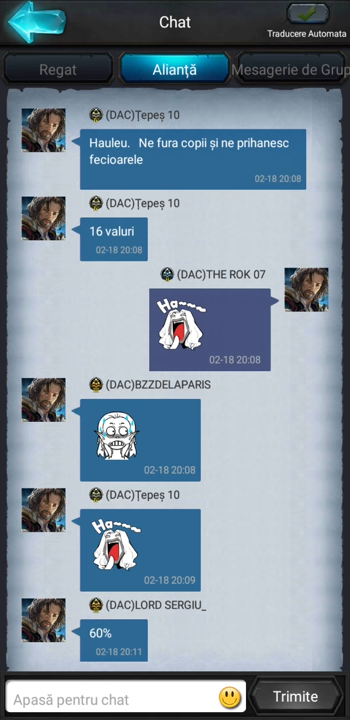 Chat
Traducere Automata
Regat
Alianță
Mesagerie de Grup
(DAC)Țepeș 10
Hauleu. Ne fura copii și ne prihanesc
fecioarele
02-18 20:08
(DAC)Țepeș 10
16 valuri
02-18 20:08
(DAC)THE ROK 07
Ha~~~
02-18 20:08
(DAC)BZZDELAPARIS
02-18 20:08
(DAC)Țepeș 10
Ha~~~
02-18 20:09
(DAC)LORD SERGIU_
60%
02-18 20:11
Apasă pentru chat
Trimite